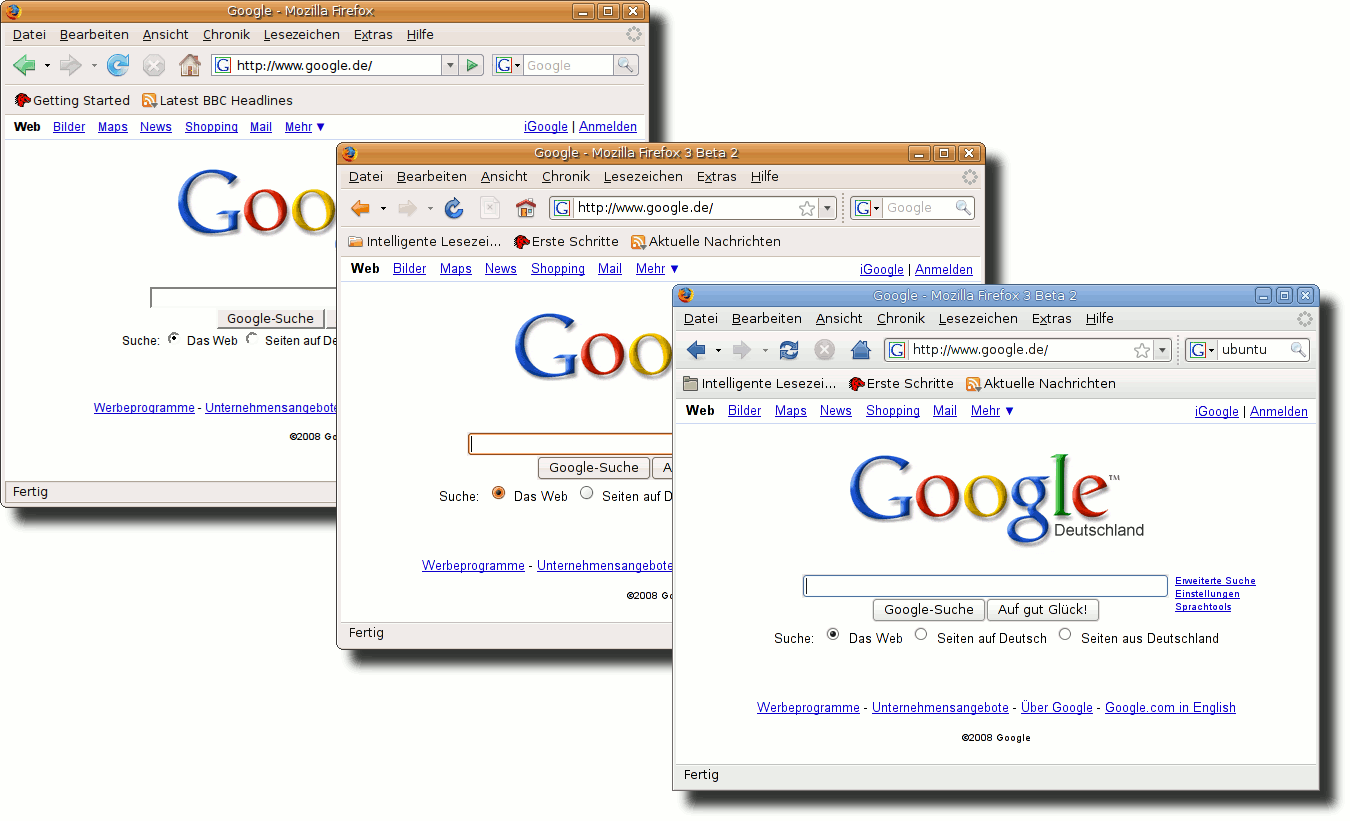 Google - Mozilla Firefox
Datei Bearbeiten Ansicht Chronik Lesezeichen Extras Hilfe
G http://www.google.de/ G Google
Getting Started Latest BBC Headlines
Web Bilder Maps News Shopping Mail Mehr ▼ iGoogle | Anmelden
Goo
Google-Suche
Suche: Das Web Seiten auf De
Werbeprogramme - Unternehmensangebote
©2008 Go
Fertig
Google - Mozilla Firefox 3 Beta 2
Datei Bearbeiten Ansicht Chronik Lesezeichen Extras Hilfe
G http://www.google.de/ G Google
Intelligente Lesezei... Erste Schritte Aktuelle Nachrichten
Web Bilder Maps News Shopping Mail Mehr ▼ iGoogle | Anmelden
Goo
Google-Suche A
Suche: Das Web Seiten auf D
Werbeprogramme - Unternehmensangebote
©2008 Go
Fertig
Google - Mozilla Firefox 3 Beta 2
Datei Bearbeiten Ansicht Chronik Lesezeichen Extras Hilfe
G http://www.google.de/ G ubuntu
Intelligente Lesezei... Erste Schritte Aktuelle Nachrichten
Web Bilder Maps News Shopping Mail Mehr ▼ iGoogle | Anmelden
Google™
Deutschland
Erweiterte Suche
Einstellungen
Sprachtools
Google-Suche Auf gut Glück!
Suche: Das Web Seiten auf Deutsch Seiten aus Deutschland
Werbeprogramme - Unternehmensangebote - Über Google - Google.com in English
©2008 Google
Fertig